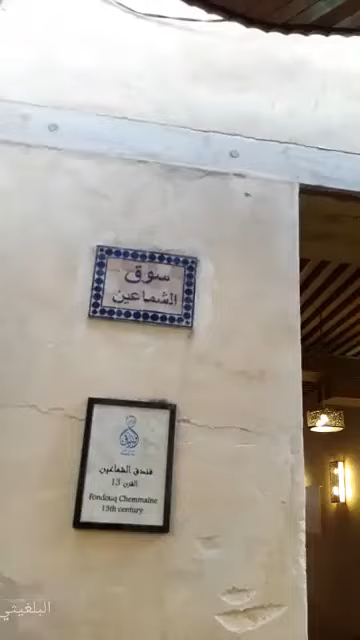 سوق
الشماعين
فندق الشماعين
القرن 13
Fondouq Chemmaine
13th century
البلغيثي